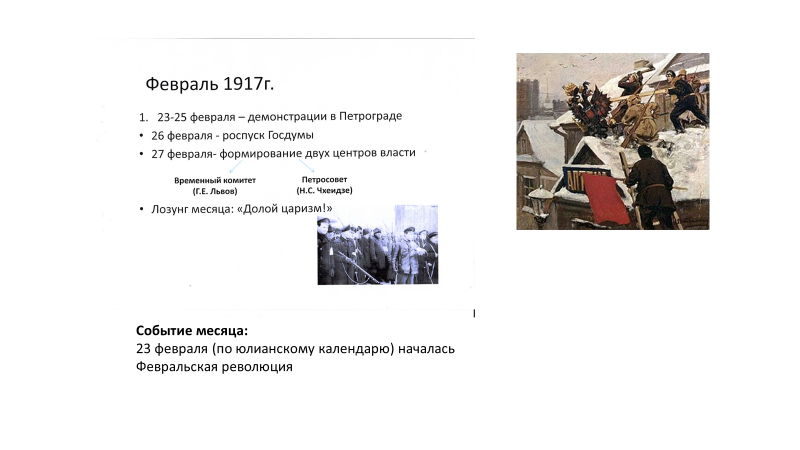 Февраль 1917г.
1. 23-25 февраля – демонстрации в Петрограде
• 26 февраля - роспуск Госдумы
• 27 февраля- формирование двух центров власти
Временный комитет
(Г.Е. Львов)
Петросовет
(Н.С. Чхеидзе)
• Лозунг месяца: «Долой царизм!»
Событие месяца:
23 февраля (по юлианскому календарю) началась
Февральская революция